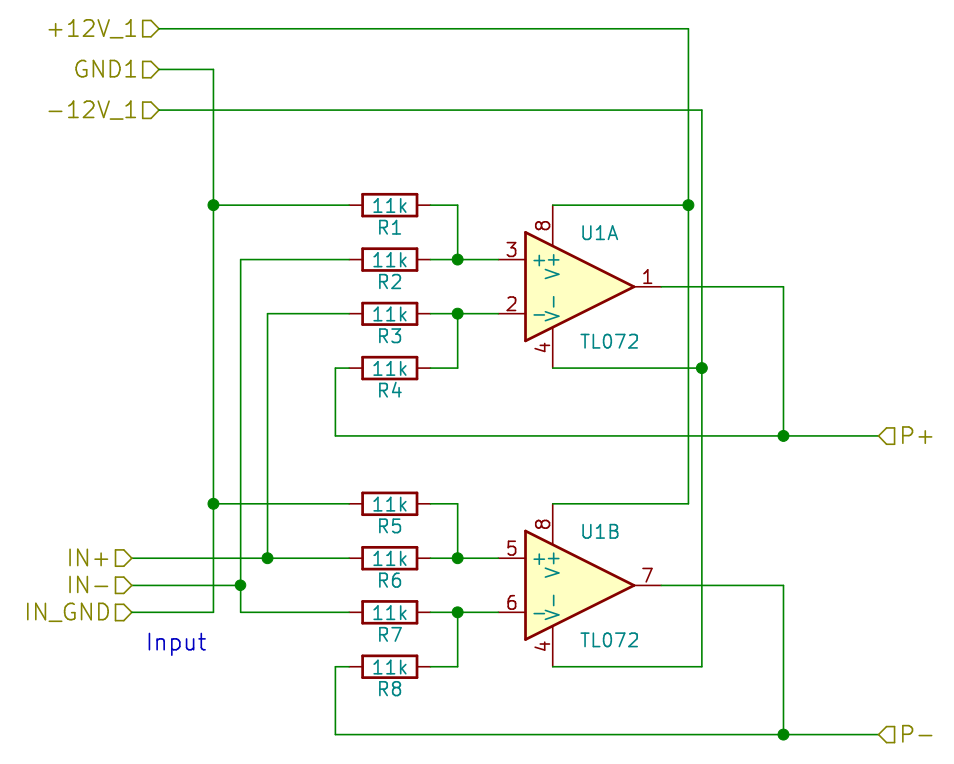 +12V_1
GND1
-12V_1
11k
R1
8
U1A
3
11k
R2
+
+
V
1
2
11k
R3
-
V
-
TL072
4
11k
R4
P+
11k
R5
8
U1B
5
IN+
11k
R6
+
+
V
7
IN-
6
IN_GND
11k
R7
-
V
-
Input
TL072
4
11k
R8
P-